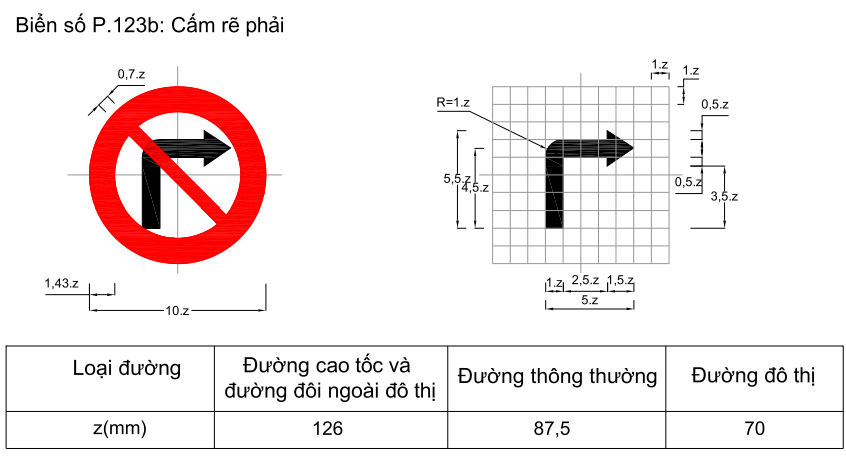 Biển số P.123b: Cấm rẽ phải
0,7.z
1,43.z
10.z
1.z
1.z
R=1.z
0,5.z
5,5.z
4,5.z
0,5.z
3,5.z
1.z
2,5.z
1,5.z
5.z
Loại đường
Đường cao tốc và
đường đôi ngoài đô thị
Đường thông thường
Đường đô thị
z(mm)
126
87,5
70